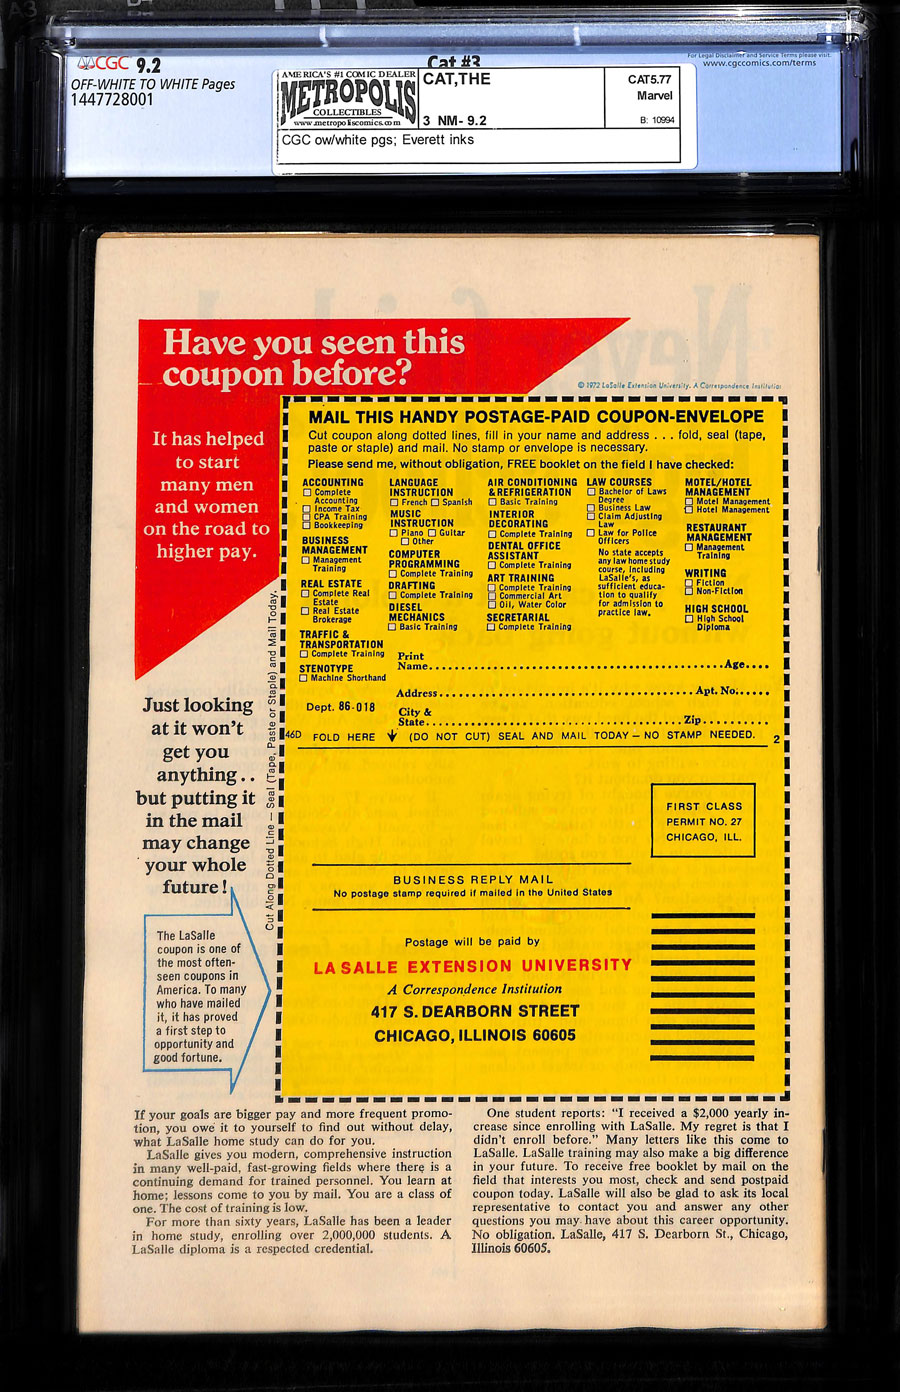 CGC 9.2
OFF-WHITE TO WHITE Pages
1447728001
Cat #3
For Legal Disclaimer and Service Terms please visit:
www.cgccomics.com/terms
AMERICA'S #1 COMIC DEALER
METROPOLIS
COLLECTIBLES
www.metropoliscomics.com
CAT,THE
3 NM- 9.2
CAT5.77
Marvel
B: 10994
CGC ow/white pgs; Everett inks
Have you seen this
coupon before?
© 1972 LaSalle Extension University. A Correspondence Institution
It has helped
to start
many men
and women
on the road to
higher pay.
MAIL THIS HANDY POSTAGE-PAID COUPON-ENVELOPE
Cut coupon along dotted lines, fill in your name and address . . . fold, seal (tape,
paste or staple) and mail. No stamp or envelope is necessary.
Please send me, without obligation, FREE booklet on the field I have checked:
ACCOUNTING
☐ Complete
Accounting
☐ Income Tax
☐ CPA Training
☐ Bookkeeping
BUSINESS
MANAGEMENT
☐ Management
Training
REAL ESTATE
☐ Complete Real
Estate
☐ Real Estate
Brokerage
TRAFFIC &
TRANSPORTATION
☐ Complete Training
STENOTYPE
☐ Machine Shorthand
LANGUAGE
INSTRUCTION
☐ French ☐ Spanish
MUSIC
INSTRUCTION
☐ Piano ☐ Guitar
☐ Other
COMPUTER
PROGRAMMING
☐ Complete Training
DRAFTING
☐ Complete Training
DIESEL
MECHANICS
☐ Basic Training
AIR CONDITIONING
& REFRIGERATION
☐ Basic Training
INTERIOR
DECORATING
☐ Complete Training
DENTAL OFFICE
ASSISTANT
☐ Complete Training
ART TRAINING
☐ Complete Training
☐ Commercial Art
☐ Oil, Water Color
SECRETARIAL
☐ Complete Training
LAW COURSES
☐ Bachelor of Laws
Degree
☐ Business Law
☐ Claim Adjusting
Law
☐ Law for Police
Officers
No state accepts
any law home study
course, including
LaSalle's, as
sufficient educa-
tion to qualify
for admission to
practice law.
MOTEL/HOTEL
MANAGEMENT
☐ Motel Management
☐ Hotel Management
RESTAURANT
MANAGEMENT
☐ Management
Training
WRITING
☐ Fiction
☐ Non-Fiction
HIGH SCHOOL
☐ High School
Diploma
Print
Name.....Age....
Address.....Apt. No......
Dept. 86-018
City &
State.....Zip..........
46D FOLD HERE ↓ (DO NOT CUT) SEAL AND MAIL TODAY — NO STAMP NEEDED. 2
Cut Along Dotted Line — Seal (Tape, Paste or Staple) and Mail Today.
Just looking
at it won't
get you
anything..
but putting it
in the mail
may change
your whole
future!
The LaSalle
coupon is one of
the most often-
seen coupons in
America. To many
who have mailed
it, it has proved
a first step to
opportunity and
good fortune.
FIRST CLASS
PERMIT NO. 27
CHICAGO, ILL.
BUSINESS REPLY MAIL
No postage stamp required if mailed in the United States
Postage will be paid by
LA SALLE EXTENSION UNIVERSITY
A Correspondence Institution
417 S. DEARBORN STREET
CHICAGO, ILLINOIS 60605
If your goals are bigger pay and more frequent promo-
tion, you owe it to yourself to find out without delay,
what LaSalle home study can do for you.
LaSalle gives you modern, comprehensive instruction
in many well-paid, fast-growing fields where there is a
continuing demand for trained personnel. You learn at
home; lessons come to you by mail. You are a class of
one. The cost of training is low.
For more than sixty years, LaSalle has been a leader
in home study, enrolling over 2,000,000 students. A
LaSalle diploma is a respected credential.
One student reports: “I received a $2,000 yearly in-
crease since enrolling with LaSalle. My regret is that I
didn't enroll before.” Many letters like this come to
LaSalle. LaSalle training may also make a big difference
in your future. To receive free booklet by mail on the
field that interests you most, check and send postpaid
coupon today. LaSalle will also be glad to ask its local
representative to contact you and answer any other
questions you may have about this career opportunity.
No obligation. LaSalle, 417 S. Dearborn St., Chicago,
Illinois 60605.